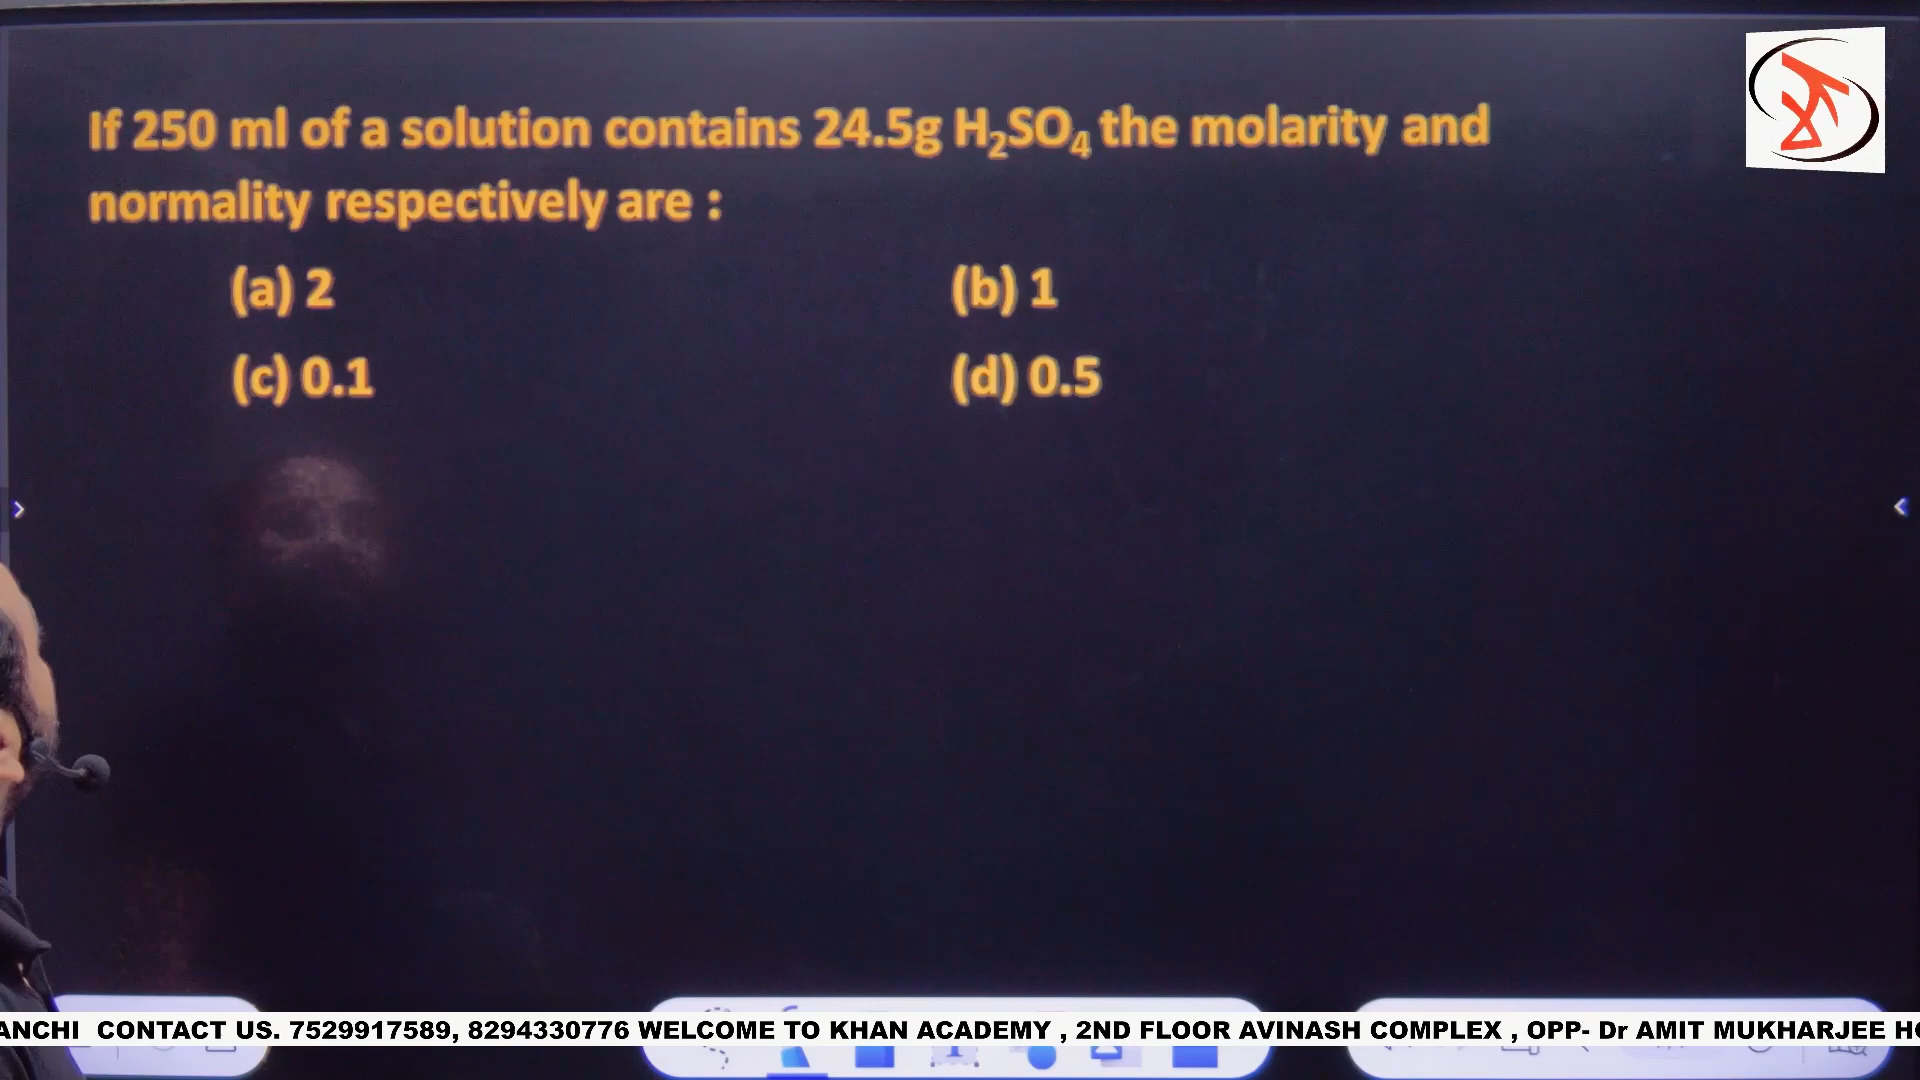 If 250 ml of a solution contains 24.5g H₂SO₄ the molarity and
normality respectively are :
(a) 2 (b) 1
(c) 0.1 (d) 0.5
ANCHI CONTACT US. 7529917589, 8294330776 WELCOME TO KHAN ACADEMY , 2ND FLOOR AVINASH COMPLEX , OPP- Dr AMIT MUKHARJEE